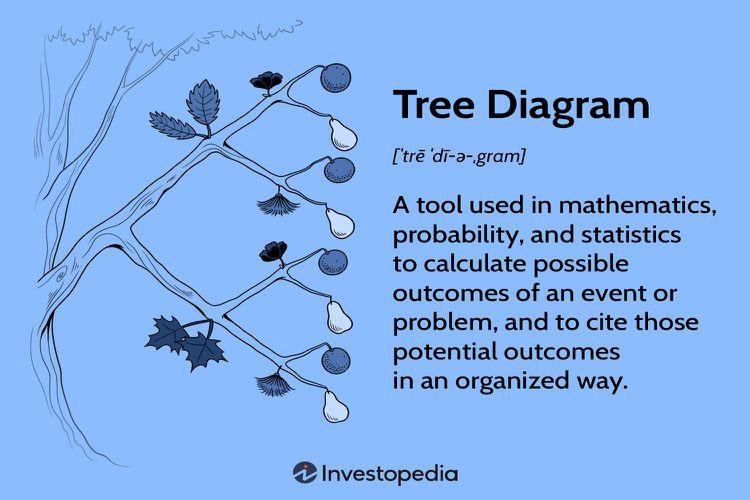 Tree Diagram
[ˈtrē ˈdī-ə-ˌgram]
A tool used in mathematics,
probability, and statistics
to calculate possible
outcomes of an event or
problem, and to cite those
potential outcomes
in an organized way.
Investopedia